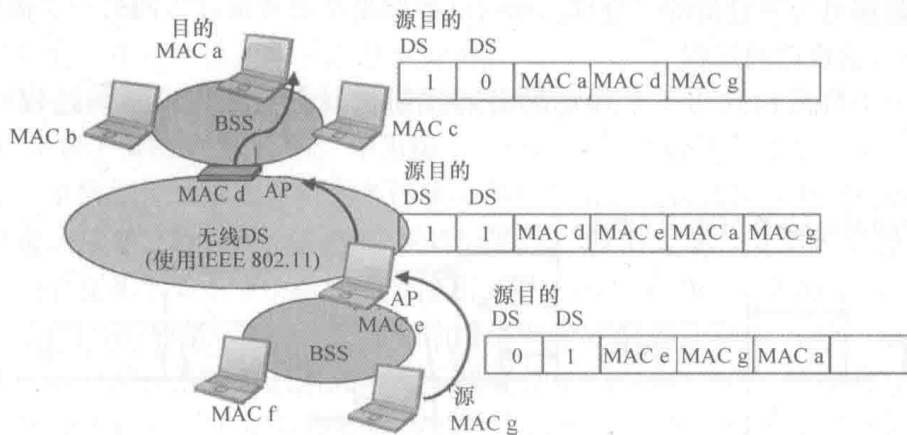 目的
MAC a
源目的
DS DS
1 0 MAC a MAC d MAC g
BSS
MAC b
MAC c
MAC d AP
源目的
DS DS
1 1 MAC d MAC e MAC a MAC g
无线DS
(使用IEEE 802.11)
AP
MAC e
源目的
DS DS
0 1 MAC e MAC g MAC a
BSS
MAC f
源
MAC g